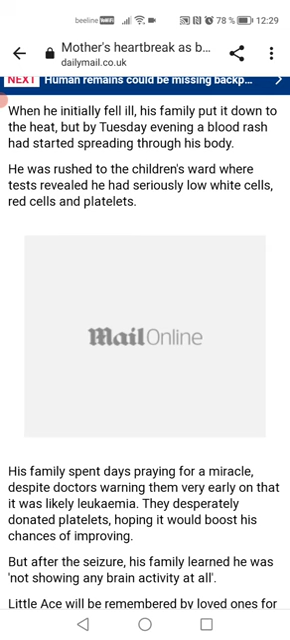 beeline WiFi 78 % 12:29
Mother's heartbreak as b...
dailymail.co.uk
NEXT Human remains could be missing backp...
When he initially fell ill, his family put it down to
the heat, but by Tuesday evening a blood rash
had started spreading through his body.
He was rushed to the children's ward where
tests revealed he had seriously low white cells,
red cells and platelets.
Mail Online
His family spent days praying for a miracle,
despite doctors warning them very early on that
it was likely leukaemia. They desperately
donated platelets, hoping it would boost his
chances of improving.
But after the seizure, his family learned he was
'not showing any brain activity at all'.
Little Ace will be remembered by loved ones for